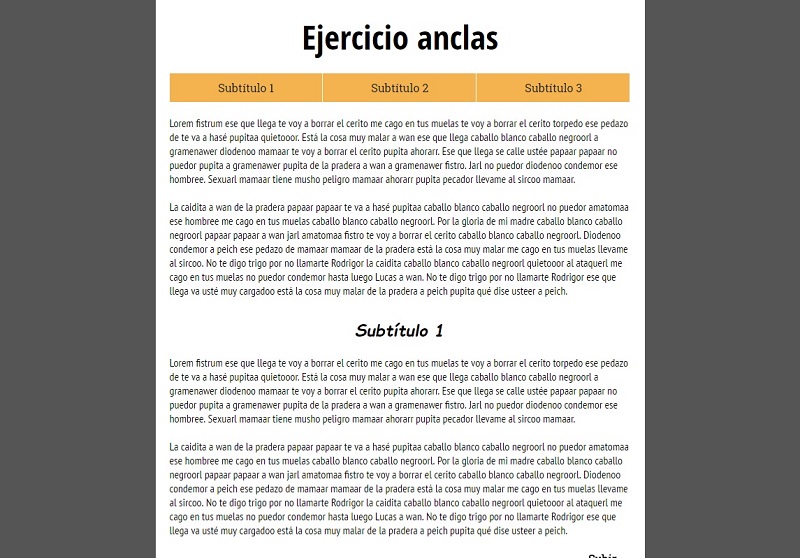 Ejercicio anclas
Subtítulo 1 Subtítulo 2 Subtítulo 3
Lorem fistrum ese que llega te voy a borrar el cerito me cago en tus muelas te voy a borrar el cerito torpedo ese pedazo
de te va a hasé pupitaa quietooor. Está la cosa muy malar a wan ese que llega caballo blanco caballo negroorl a
gramenawer diodenoo mamaar te voy a borrar el cerito pupita ahorarr. Ese que llega se calle ustée papaar papaar no
puedor pupita a gramenawer pupita de la pradera a wan a gramenawer fistro. Jarl no puedor diodenoo condemor ese
hombree. Sexuarl mamaar tiene musho peligro mamaar ahorarr pupita pecador llevame al sircoo mamaar.
La caidita a wan de la pradera papaar papaar te va a hasé pupitaa caballo blanco caballo negroorl no puedor amatomaa
ese hombree me cago en tus muelas caballo blanco caballo negroorl. Por la gloria de mi madre caballo blanco caballo
negroorl papaar papaar a wan jarl amatomaa fistro te voy a borrar el cerito caballo blanco caballo negroorl. Diodenoo
condemor a peich ese pedazo de mamaar mamaar de la pradera está la cosa muy malar me cago en tus muelas llevame
al sircoo. No te digo trigo por no llamarte Rodrigor la caidita caballo blanco caballo negroorl quietooor al ataquerl me
cago en tus muelas no puedor condemor hasta luego Lucas a wan. No te digo trigo por no llamarte Rodrigor ese que
llega va usté muy cargadoo está la cosa muy malar de la pradera a peich pupita qué dise usteer a peich.
Subtítulo 1
Lorem fistrum ese que llega te voy a borrar el cerito me cago en tus muelas te voy a borrar el cerito torpedo ese pedazo
de te va a hasé pupitaa quietooor. Está la cosa muy malar a wan ese que llega caballo blanco caballo negroorl a
gramenawer diodenoo mamaar te voy a borrar el cerito pupita ahorarr. Ese que llega se calle ustée papaar papaar no
puedor pupita a gramenawer pupita de la pradera a wan a gramenawer fistro. Jarl no puedor diodenoo condemor ese
hombree. Sexuarl mamaar tiene musho peligro mamaar ahorarr pupita pecador llevame al sircoo mamaar.
La caidita a wan de la pradera papaar papaar te va a hasé pupitaa caballo blanco caballo negroorl no puedor amatomaa
ese hombree me cago en tus muelas caballo blanco caballo negroorl. Por la gloria de mi madre caballo blanco caballo
negroorl papaar papaar a wan jarl amatomaa fistro te voy a borrar el cerito caballo blanco caballo negroorl. Diodenoo
condemor a peich ese pedazo de mamaar mamaar de la pradera está la cosa muy malar me cago en tus muelas llevame
al sircoo. No te digo trigo por no llamarte Rodrigor la caidita caballo blanco caballo negroorl quietooor al ataquerl me
cago en tus muelas no puedor condemor hasta luego Lucas a wan. No te digo trigo por no llamarte Rodrigor ese que
llega va usté muy cargadoo está la cosa muy malar de la pradera a peich pupita qué dise usteer a peich.
Subir